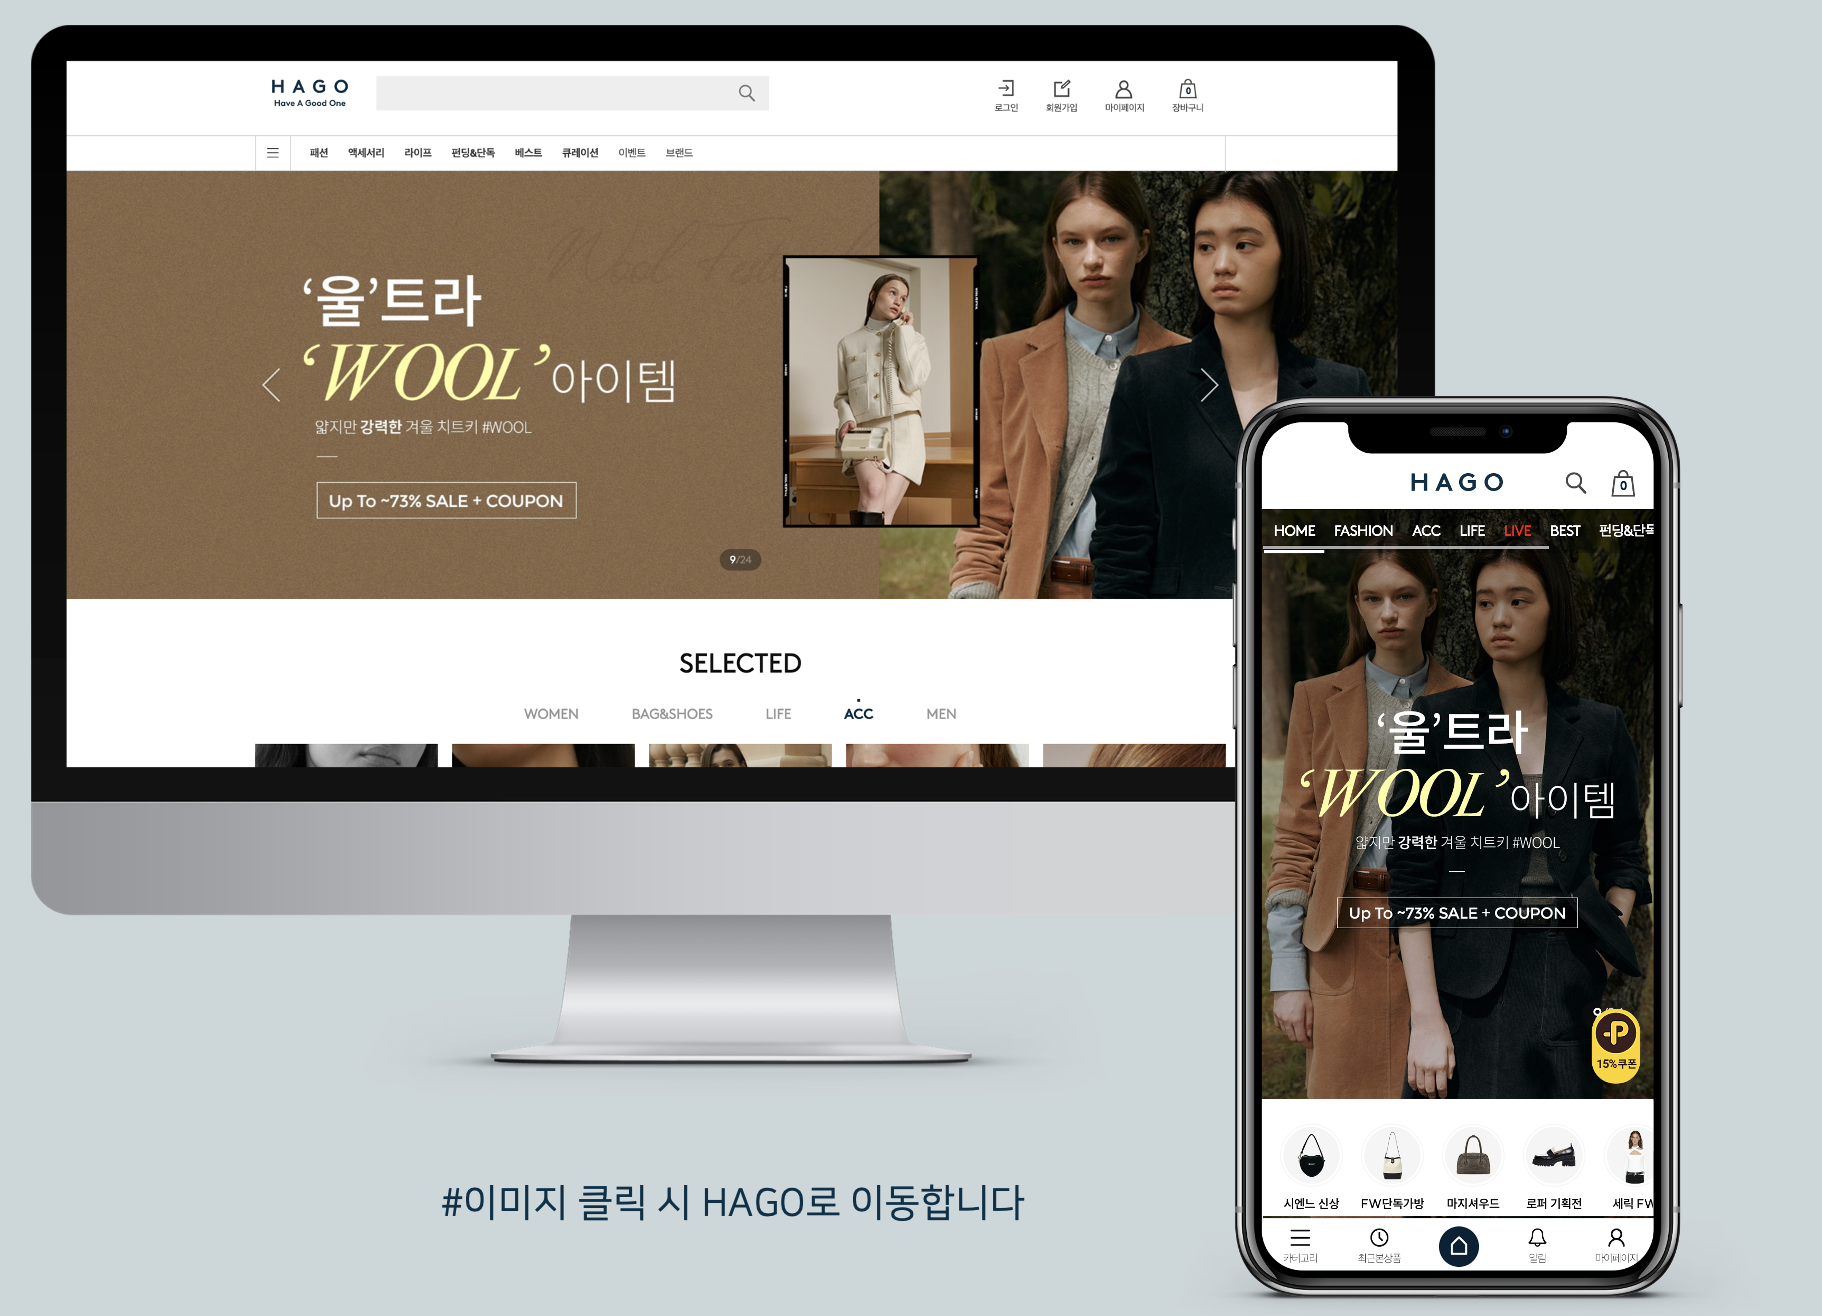 HAGO
Have A Good One
로그인 회원가입 마이페이지 장바구니
0
패션 액세서리 라이프 펀딩&단독 베스트 큐레이션 이벤트 브랜드
‘울’트라
‘WOOL’아이템
얇지만 강력한 겨울 치트키 #WOOL
Up To ~73% SALE + COUPON
9/24
SELECTED
WOMEN BAG&SHOES LIFE ACC MEN
#이미지 클릭 시 HAGO로 이동합니다
HAGO
0
HOME FASHION ACC LIFE LIVE BEST 펀딩&단독
‘울’트라
‘WOOL’아이템
얇지만 강력한 겨울 치트키 #WOOL
Up To ~73% SALE + COUPON
P
15%쿠폰
시엔느 신상 FW단독가방 마지셔우드 로퍼 기획전 세릭 FW
카테고리 최근본상품 알림 마이페이지